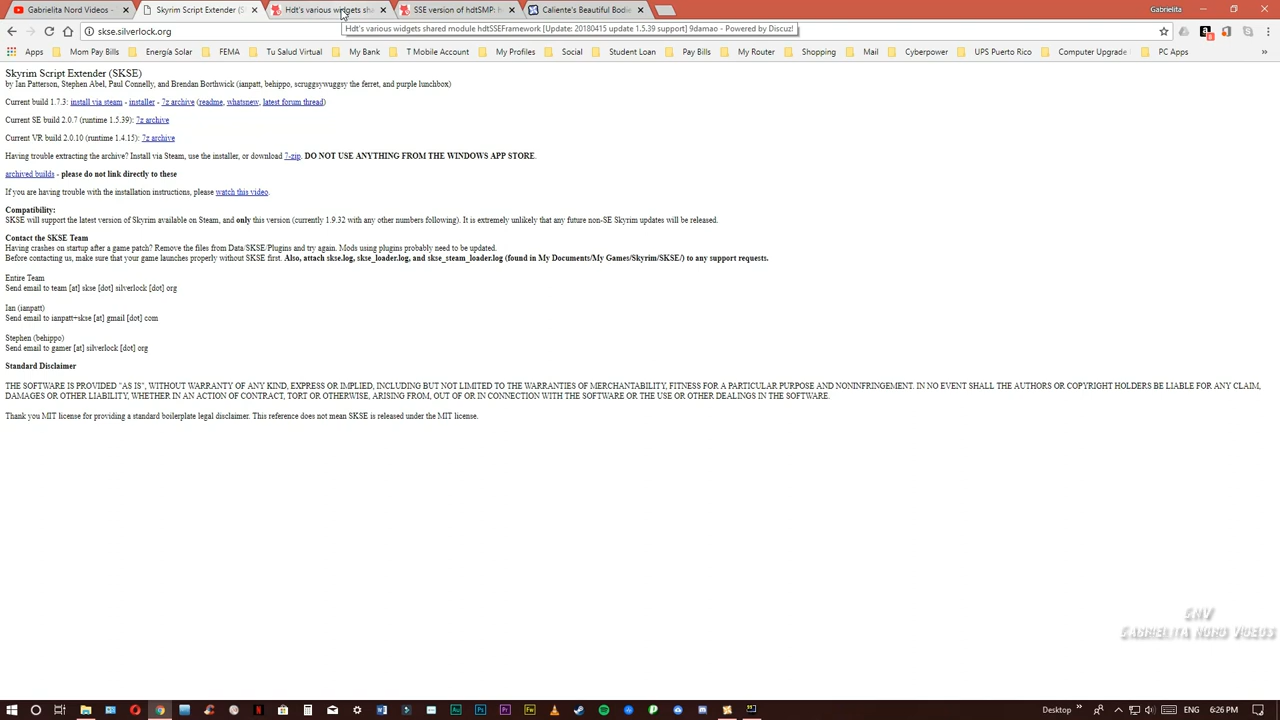 Gabrielita Nord Videos -
Skyrim Script Extender (S
Hdt's various widgets sha
SSE version of hdtSMP: h
Caliente's Beautiful Bodie
Gabrielita
skse.silverlock.org
Hdt's various widgets shared module hdtSSEFramework [Update: 20180415 update 1.5.39 support] 9damao - Powered by Discuz!
Apps
Mom Pay Bills
Energía Solar
FEMA
Tu Salud Virtual
My Bank
T Mobile Account
My Profiles
Social
Student Loan
Pay Bills
My Router
Shopping
Mail
Cyberpower
UPS Puerto Rico
Computer Upgrade
PC Apps
»
Skyrim Script Extender (SKSE)
by Ian Patterson, Stephen Abel, Paul Connelly, and Brendan Borthwick (ianpatt, behippo, scruggsywuggsy the ferret, and purple lunchbox)
Current build 1.7.3: install via steam - installer - 7z archive (readme, whatsnew, latest forum thread)
Current SE build 2.0.7 (runtime 1.5.39): 7z archive
Current VR build 2.0.10 (runtime 1.4.15): 7z archive
Having trouble extracting the archive? Install via Steam, use the installer, or download 7-zip. DO NOT USE ANYTHING FROM THE WINDOWS APP STORE.
archived builds - please do not link directly to these
If you are having trouble with the installation instructions, please watch this video.
Compatibility:
SKSE will support the latest version of Skyrim available on Steam, and only this version (currently 1.9.32 with any other numbers following). It is extremely unlikely that any future non-SE Skyrim updates will be released.
Contact the SKSE Team
Having crashes on startup after a game patch? Remove the files from Data/SKSE/Plugins and try again. Mods using plugins probably need to be updated.
Before contacting us, make sure that your game launches properly without SKSE first. Also, attach skse.log, skse_loader.log, and skse_steam_loader.log (found in My Documents/My Games/Skyrim/SKSE/) to any support requests.
Entire Team
Send email to team [at] skse [dot] silverlock [dot] org
Ian (ianpatt)
Send email to ianpatt+skse [at] gmail [dot] com
Stephen (behippo)
Send email to gamer [at] silverlock [dot] org
Standard Disclaimer
THE SOFTWARE IS PROVIDED "AS IS", WITHOUT WARRANTY OF ANY KIND, EXPRESS OR IMPLIED, INCLUDING BUT NOT LIMITED TO THE WARRANTIES OF MERCHANTABILITY, FITNESS FOR A PARTICULAR PURPOSE AND NONINFRINGEMENT. IN NO EVENT SHALL THE AUTHORS OR COPYRIGHT HOLDERS BE LIABLE FOR ANY CLAIM,
DAMAGES OR OTHER LIABILITY, WHETHER IN AN ACTION OF CONTRACT, TORT OR OTHERWISE, ARISING FROM, OUT OF OR IN CONNECTION WITH THE SOFTWARE OR THE USE OR OTHER DEALINGS IN THE SOFTWARE.
Thank you MIT license for providing a standard boilerplate legal disclaimer. This reference does not mean SKSE is released under the MIT license.
GNV
GABRIELITA NORD VIDEOS
Desktop
»
6:26 PM